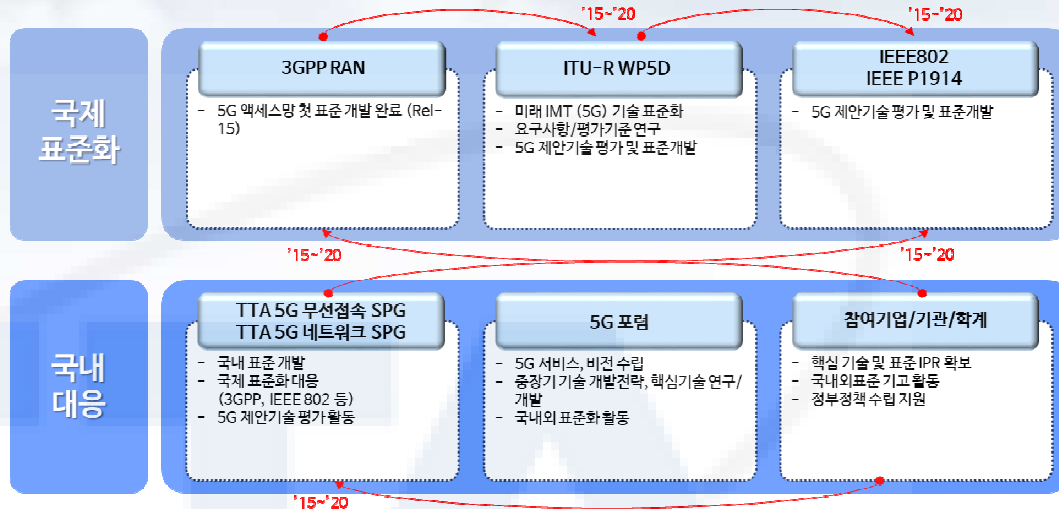 '15~'20
'15~'20
국제
표준화
3GPP RAN
- 5G 액세스망 첫 표준 개발 완료 (Rel-
15)
ITU-R WP5D
- 미래 IMT (5G) 기술 표준화
- 요구사항/평가기준 연구
- 5G 제안기술 평가 및 표준개발
IEEE802
IEEE P1914
- 5G 제안기술 평가 및 표준개발
'15~'20
'15~'20
국내
대응
TTA 5G 무선접속 SPG
TTA 5G 네트워크 SPG
- 국내 표준 개발
- 국제 표준화 대응
(3GPP, IEEE 802 등)
- 5G 제안기술 평가 활동
5G 포럼
- 5G 서비스, 비전 수립
- 중장기 기술 개발전략, 핵심기술 연구/
개발
- 국내외 표준화 활동
참여기업/기관/학계
- 핵심 기술 및 표준 IPR 확보
- 국내외표준 기고 활동
- 정부정책 수립 지원
'15~'20